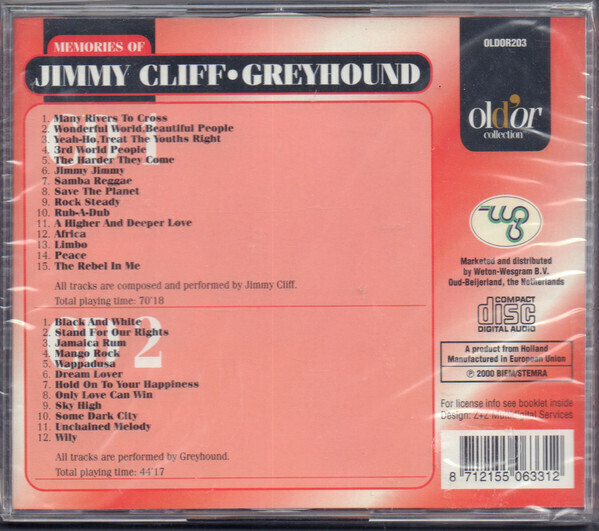 MEMORIES OF
JIMMY CLIFF•GREYHOUND
1. Many Rivers To Cross
2. Wonderful World,Beautiful People
3. Yeah-Ho,Treat The Youths Right
4. 3rd World People
5. The Harder They Come
6. Jimmy Jimmy
7. Samba Reggae
8. Save The Planet
9. Rock Steady
10. Rub-A-Dub
11. A Higher And Deeper Love
12. Africa
13. Limbo
14. Peace
15. The Rebel In Me
All tracks are composed and performed by Jimmy Cliff.
Total playing time: 70'18
2
1. Black And White
2. Stand For Our Rights
3. Jamaica Rum
4. Mango Rock
5. Wappadusa
6. Dream Lover
7. Hold On To Your Happiness
8. Only Love Can Win
9. Sky High
10. Some Dark City
11. Unchained Melody
12. Wily
All tracks are performed by Greyhound.
Total playing time: 44'17
OLDOR203
old'or
collection
Marketed and distributed
by Weton-Wesgram B.V.
Oud-Beijerland, the Netherlands
COMPACT
disc
DIGITAL AUDIO
A product from Holland
Manufactured in European Union
℗ 2000 BIEM/STEMRA
For license info see booklet inside
Design: 2+2 Digital Services
8 712155 063312